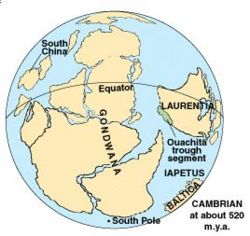 South
China
Equator
LAURENTIA
Ouachita
trough
segment
GONDWANA
IAPETUS
BALTICA
South Pole
CAMBRIAN
at about 520
m.y.a.